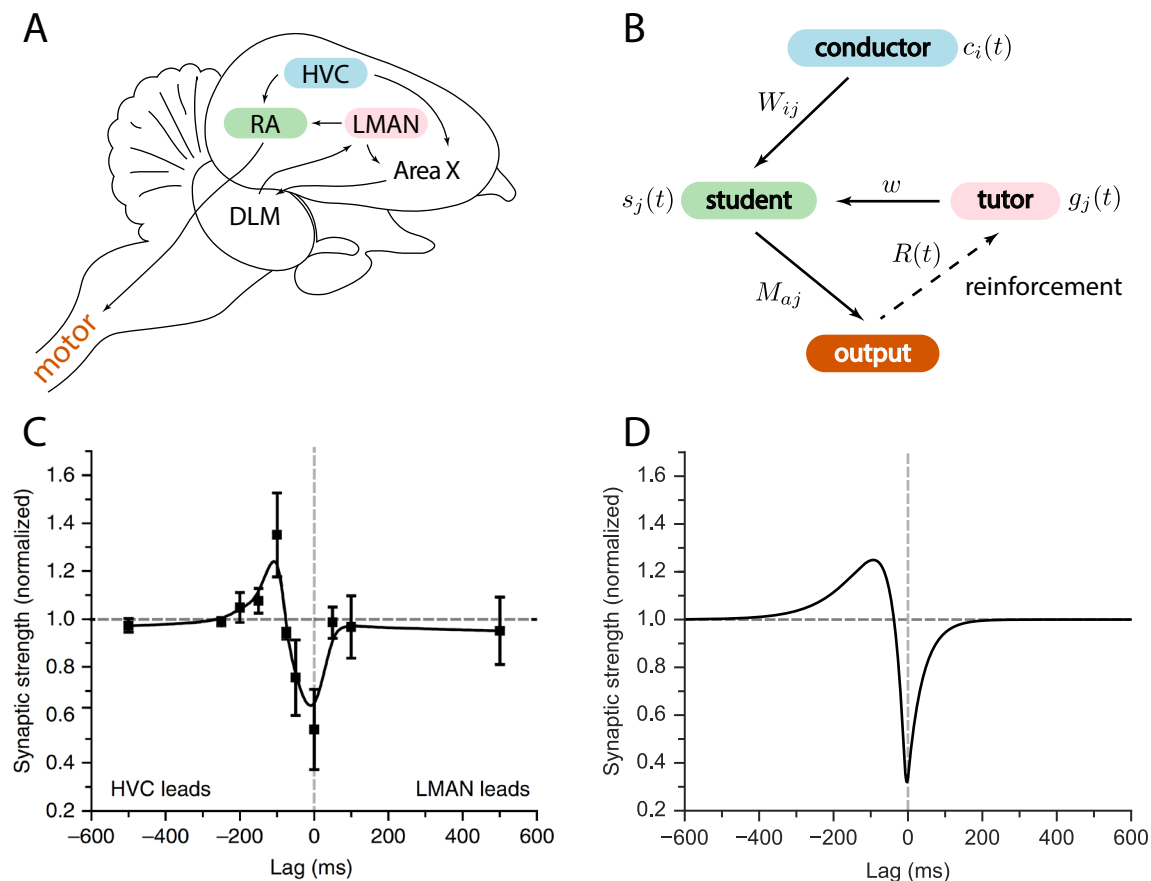 A
HVC
RA
LMAN
Area X
DLM
motor
B
conductor c_i(t)
W_ij
s_j(t) student
w
tutor g_j(t)
R(t)
M_aj
reinforcement
output
C
Synaptic strength (normalized)
1.6
1.4
1.2
1.0
0.8
0.6
0.4
0.2
HVC leads
LMAN leads
−600 −400 −200 0 200 400 600
Lag (ms)
D
Synaptic strength (normalized)
1.6
1.4
1.2
1.0
0.8
0.6
0.4
0.2
−600 −400 −200 0 200 400 600
Lag (ms)